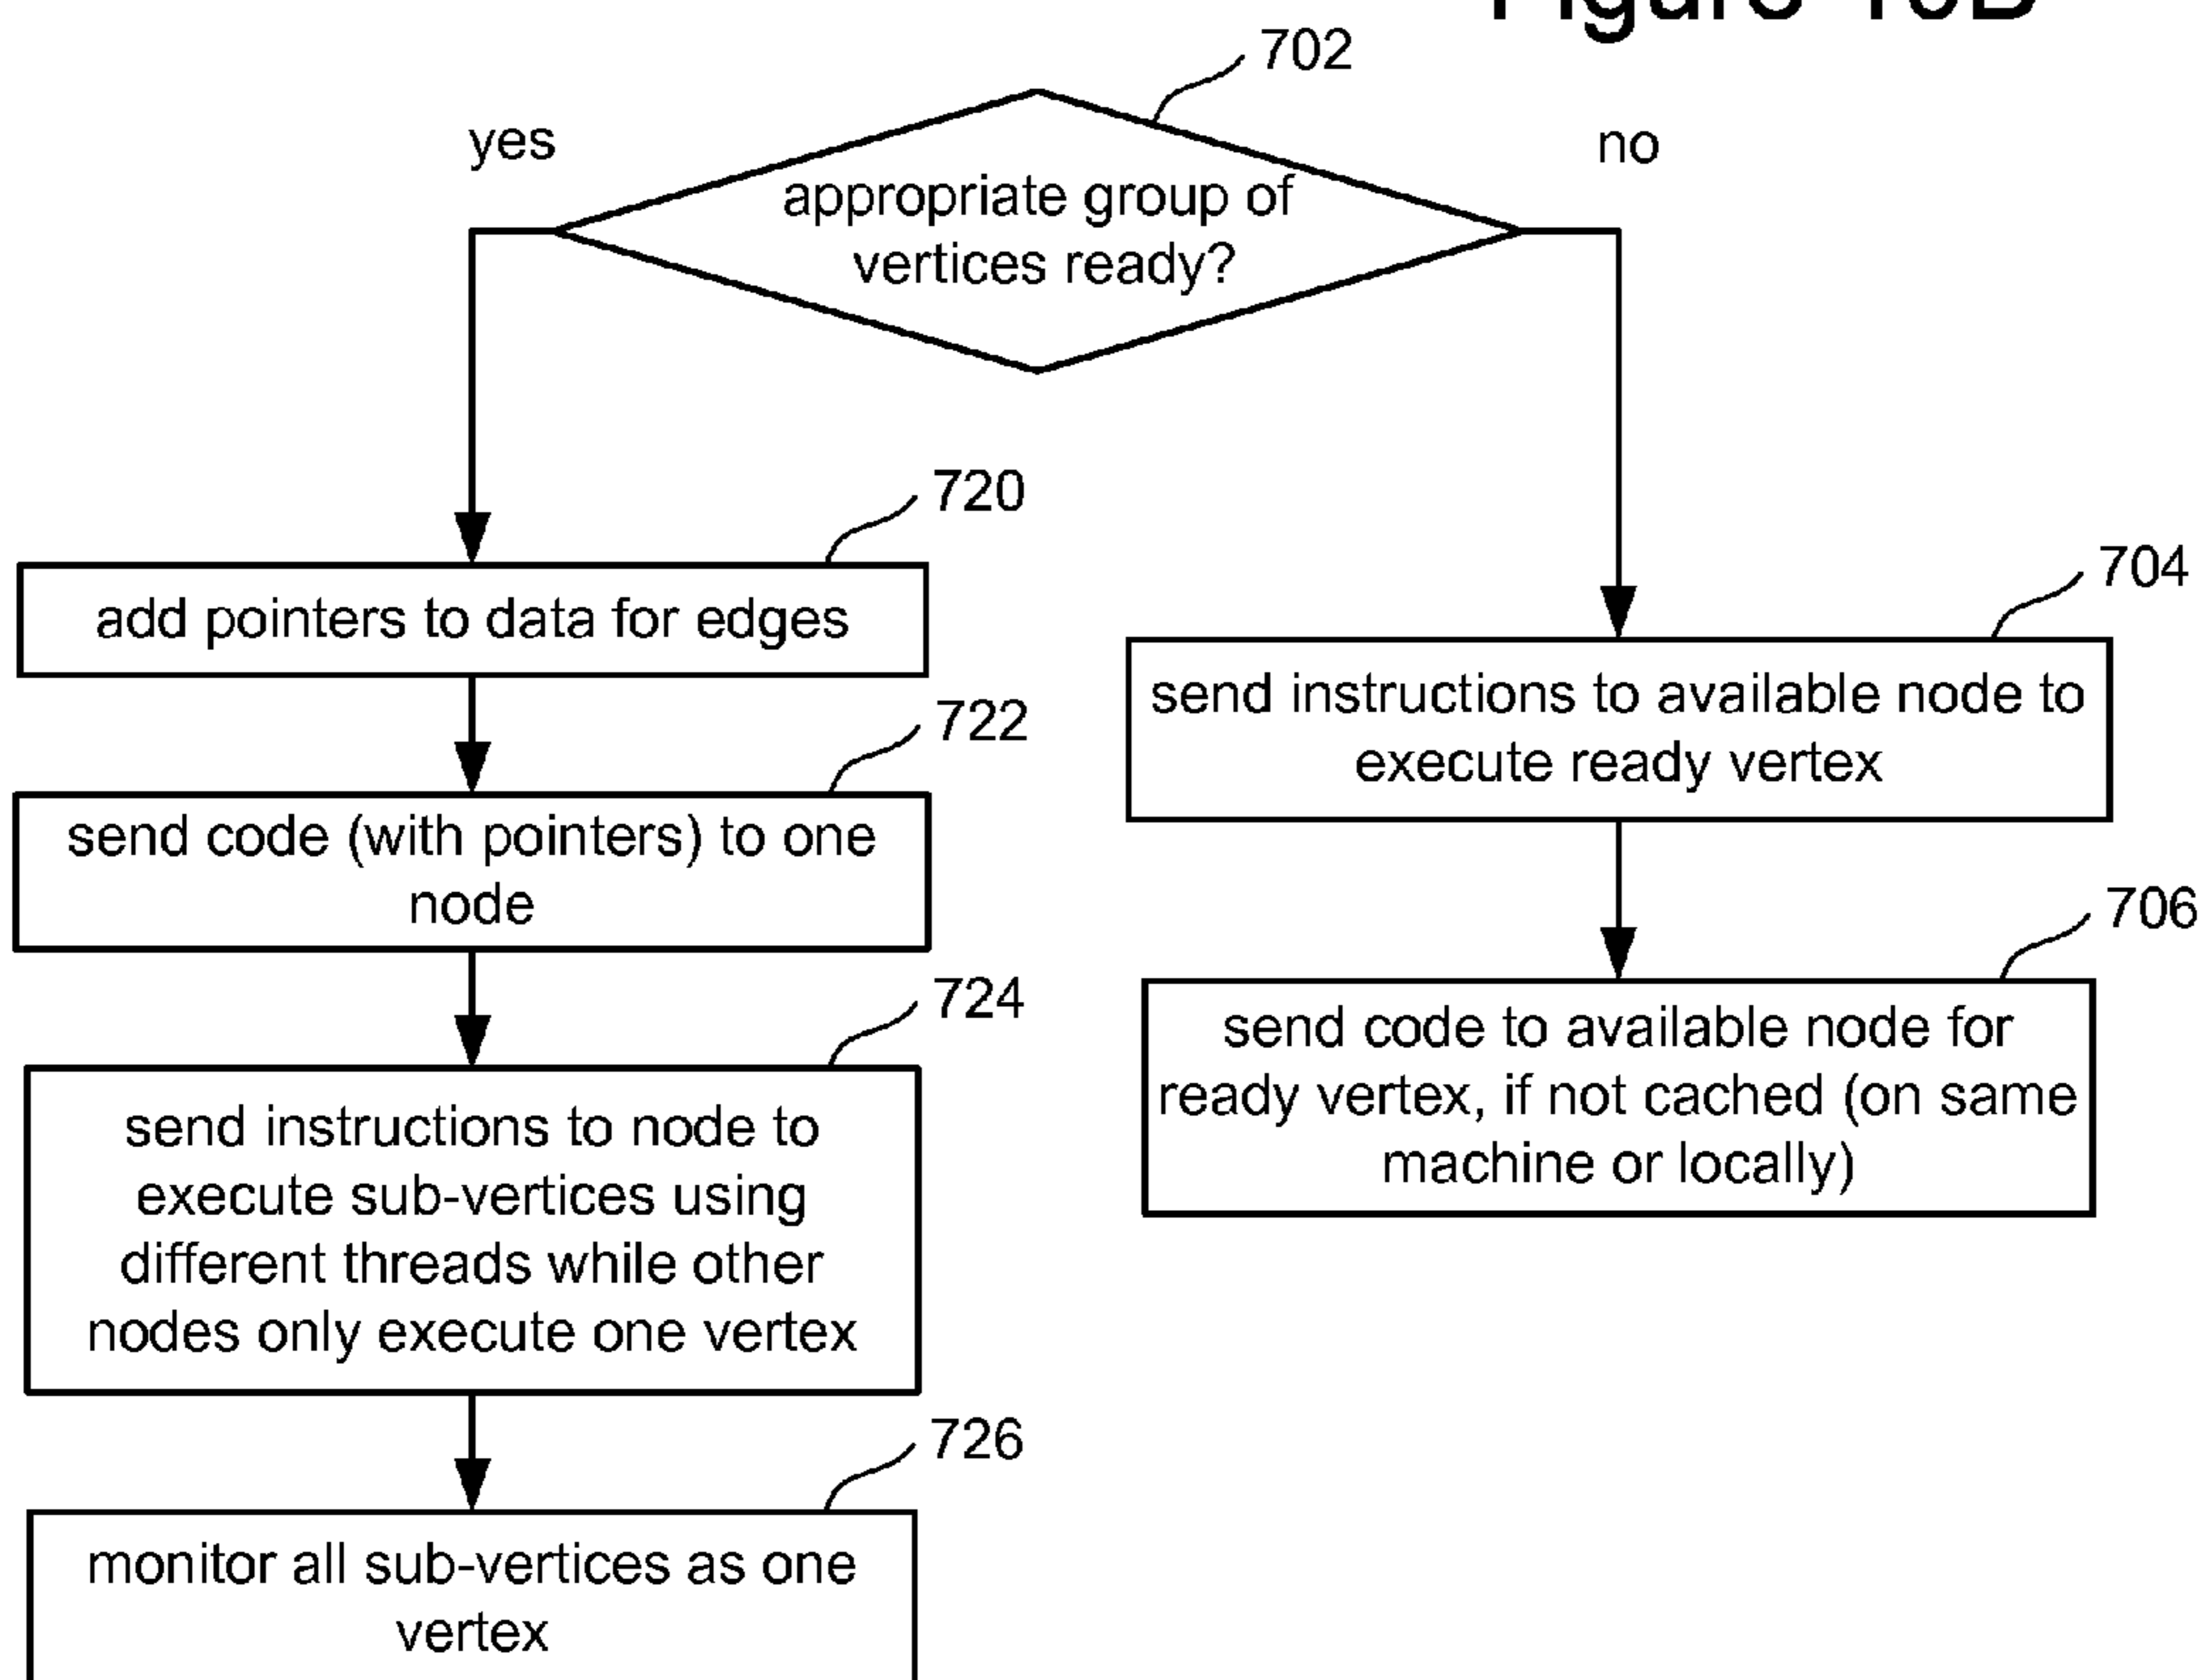 702
yes
no
appropriate group of
vertices ready?
720
add pointers to data for edges
722
send code (with pointers) to one
node
724
send instructions to node to
execute sub-vertices using
different threads while other
nodes only execute one vertex
726
monitor all sub-vertices as one
vertex
704
send instructions to available node to
execute ready vertex
706
send code to available node for
ready vertex, if not cached (on same
machine or locally)